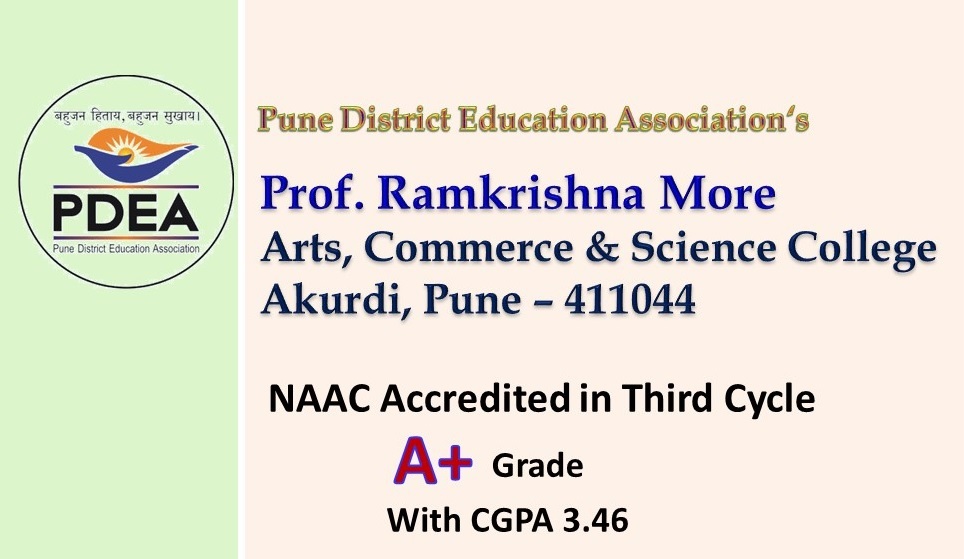 बहुजन हिताय, बहुजन सुखाय।
PDEA
Pune District Education Association
Pune District Education Association‘s
Prof. Ramkrishna More
Arts, Commerce & Science College
Akurdi, Pune – 411044
NAAC Accredited in Third Cycle
A+ Grade
With CGPA 3.46